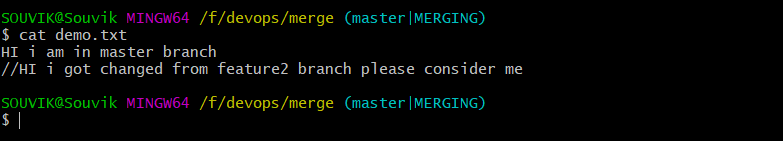 SOUVIK@Souvik MINGW64 /f/devops/merge (master|MERGING)
$ cat demo.txt
HI i am in master branch
//HI i got changed from feature2 branch please consider me
SOUVIK@Souvik MINGW64 /f/devops/merge (master|MERGING)
$